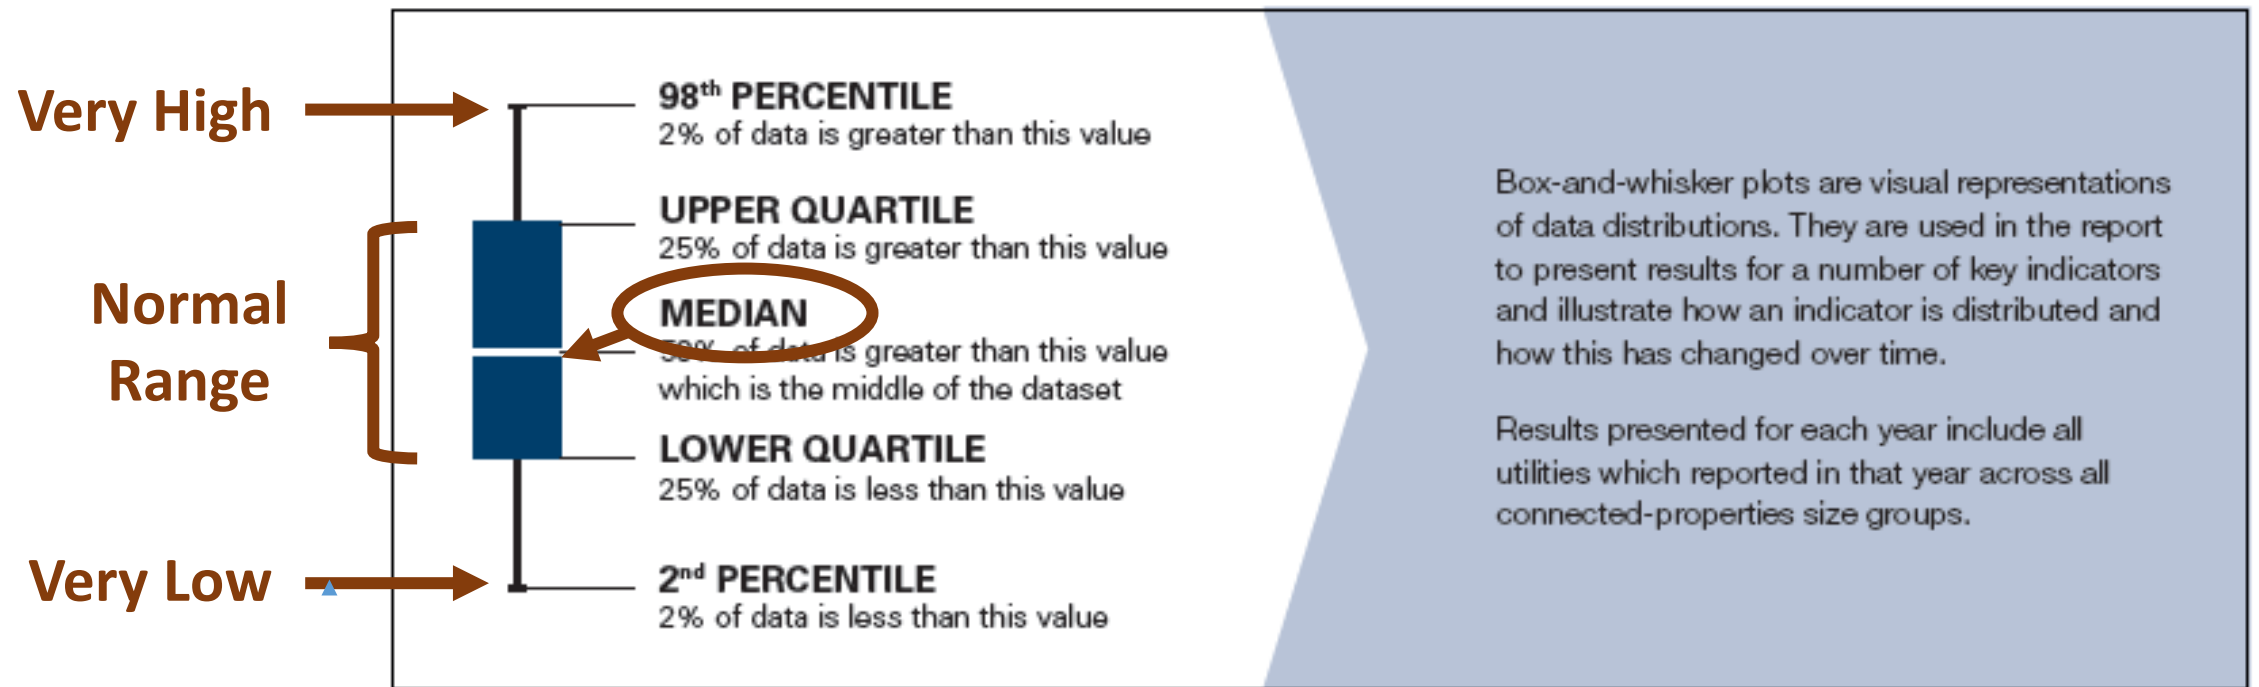 Very High
98th PERCENTILE
2% of data is greater than this value
UPPER QUARTILE
25% of data is greater than this value
Normal
Range
MEDIAN
50% of data is greater than this value
which is the middle of the dataset
LOWER QUARTILE
25% of data is less than this value
Very Low
2nd PERCENTILE
2% of data is less than this value
Box-and-whisker plots are visual representations
of data distributions. They are used in the report
to present results for a number of key indicators
and illustrate how an indicator is distributed and
how this has changed over time.
Results presented for each year include all
utilities which reported in that year across all
connected-properties size groups.